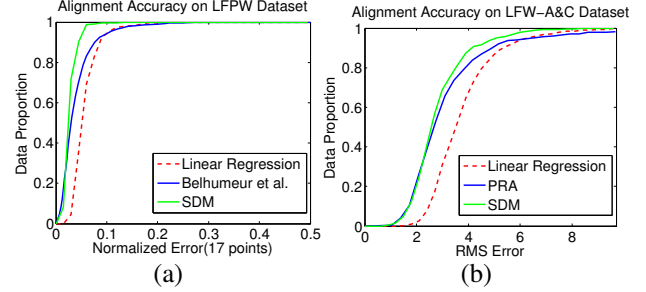 Alignment Accuracy on LFPW Dataset
1
0.8
0.6
0.4
0.2
0
Data Proportion
Linear Regression
Belhumeur et al.
SDM
0 0.1 0.2 0.3 0.4 0.5
Normalized Error(17 points)
(a)
Alignment Accuracy on LFW−A&C Dataset
1
0.8
0.6
0.4
0.2
0
Data Proportion
Linear Regression
PRA
SDM
0 2 4 6 8
RMS Error
(b)